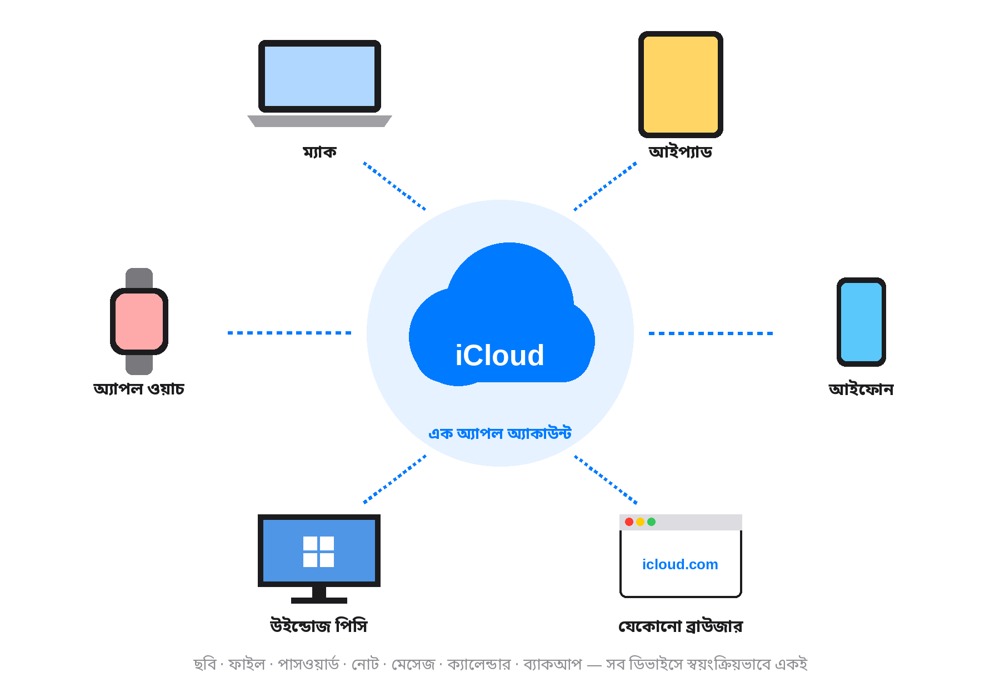 ম্যাক
আইপ্যাড
iCloud
অ্যাপল ওয়াচ
আইফোন
এক অ্যাপল অ্যাকাউন্ট
icloud.com
উইন্ডোজ পিসি
যেকোনো ব্রাউজার
ছবি · ফাইল · পাসওয়ার্ড · নোট · মেসেজ · ক্যালেন্ডার · ব্যাকআপ — সব ডিভাইসে স্বয়ংক্রিয়ভাবে একই